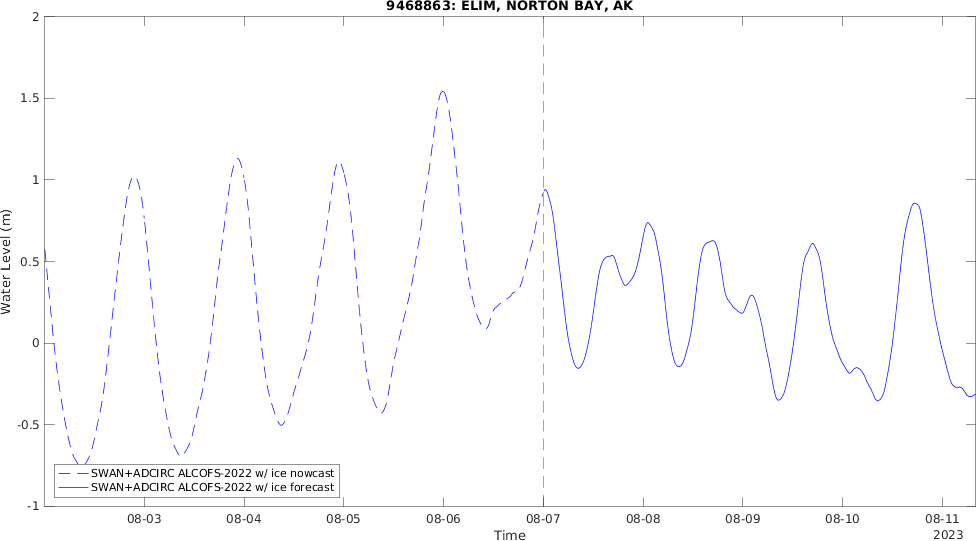 9468863: ELIM, NORTON BAY, AK
2
1.5
1
0.5
0
-0.5
-1
Water Level (m)
SWAN+ADCIRC ALCOFS-2022 w/ ice nowcast
SWAN+ADCIRC ALCOFS-2022 w/ ice forecast
08-03 08-04 08-05 08-06 08-07 08-08 08-09 08-10 08-11
Time
2023